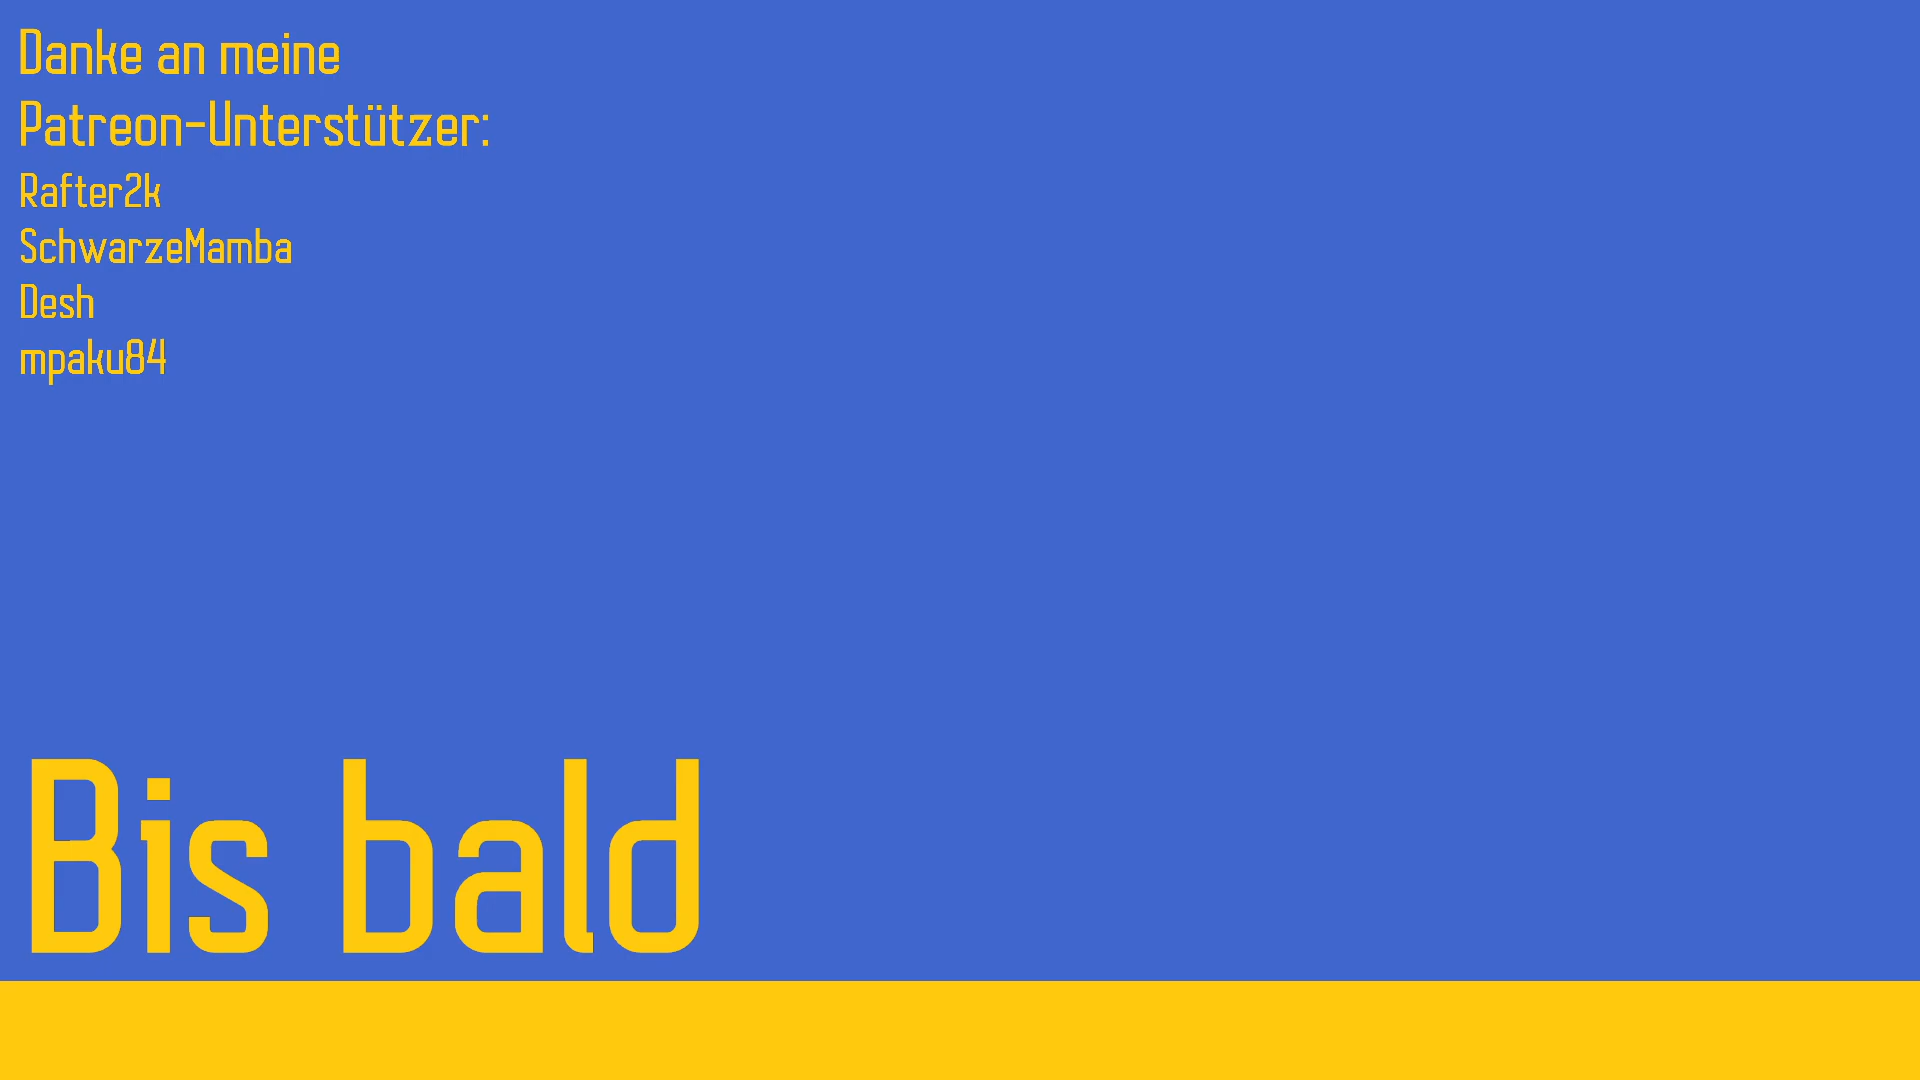 Danke an meine
Patreon-Unterstützer:
Rafter2k
SchwarzeMamba
Desh
mpaku84
Bis bald